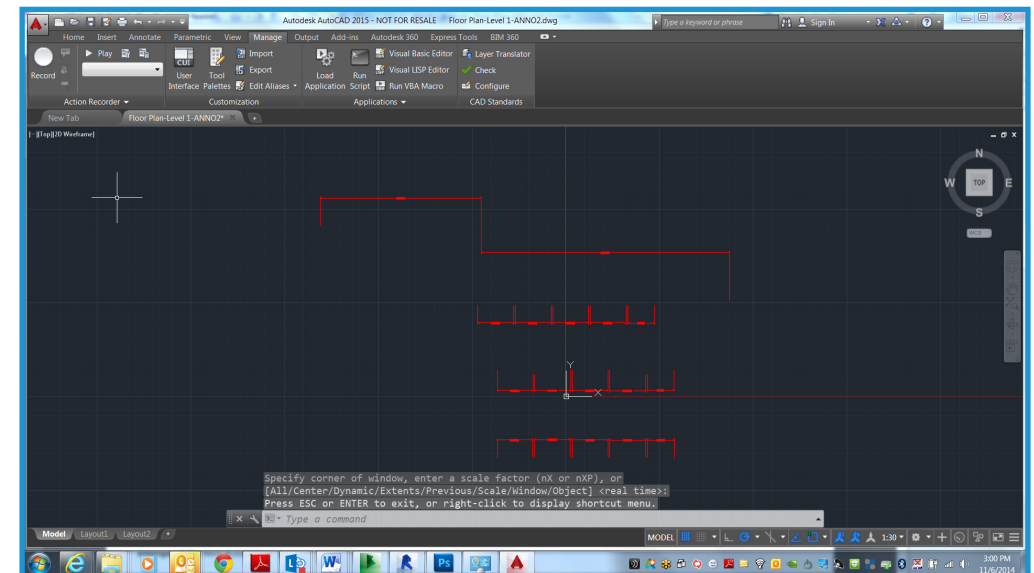 Autodesk AutoCAD 2015 - NOT FOR RESALE Floor Plan-Level 1-ANNO2.dwg
Type a keyword or phrase
Sign In
Home Insert Annotate Parametric View Manage Output Add-ins Autodesk 360 Express Tools BIM 360
Record
Play
CUI
User Interface
Tool Palettes
Import
Export
Edit Aliases
Load Application
Run Script
Visual Basic Editor
Visual LISP Editor
Run VBA Macro
Layer Translator
Check
Configure
Action Recorder
Customization
Applications
CAD Standards
New Tab
Floor Plan-Level 1-ANNO2*
[-][Top][2D Wireframe]
N
W TOP E
S
WCS
Y
X
Specify corner of window, enter a scale factor (nX or nXP), or
[All/Center/Dynamic/Extents/Previous/Scale/Window/Object] <real time>:
Press ESC or ENTER to exit, or right-click to display shortcut menu.
Type a command
Model Layout1 Layout2
MODEL
1:30
3:00 PM
11/6/2014